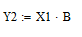 Y2 := X1 · B